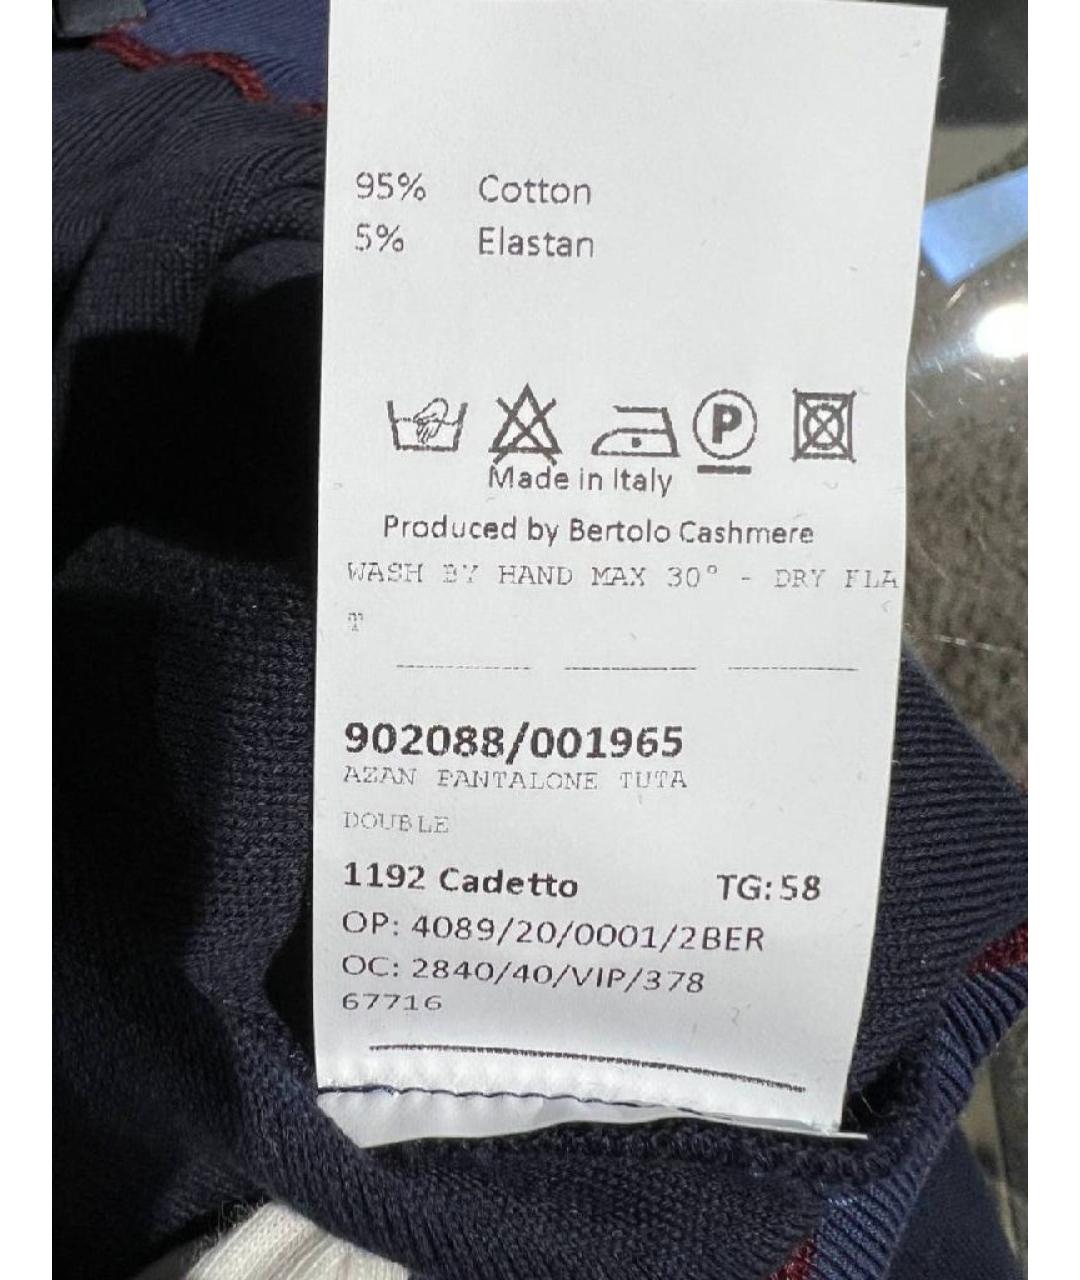 95% Cotton
5% Elastan
P
Made in Italy
Produced by Bertolo Cashmere
WASH BY HAND MAX 30° - DRY FLA
T
902088/001965
AZAN PANTALONE TUTA
DOUBLE
1192 Cadetto TG: 58
OP: 4089/20/0001/2BER
OC: 2840/40/VIP/378
67716